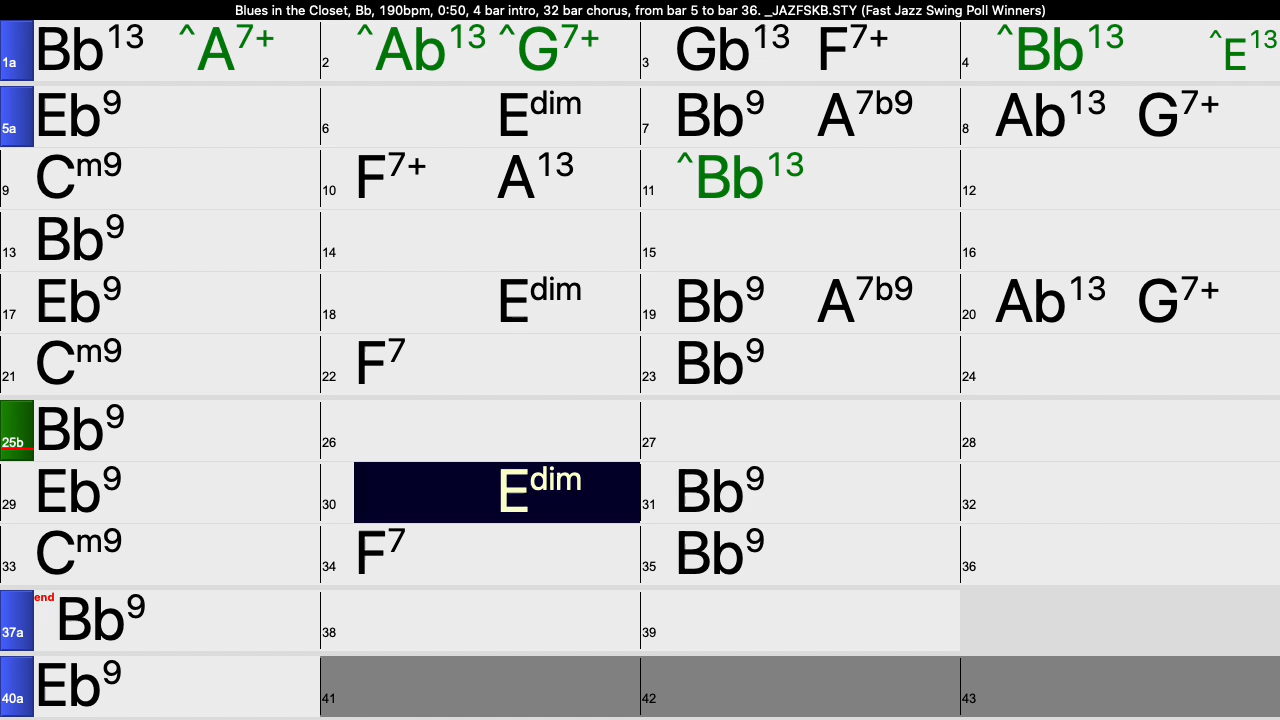 Blues in the Closet, Bb, 190bpm, 0:50, 4 bar intro, 32 bar chorus, from bar 5 to bar 36. _JAZFSKB.STY (Fast Jazz Swing Poll Winners)
1a Bb13 ^A7+ 2 ^Ab13 ^G7+ 3 Gb13 F7+ 4 ^Bb13 ^E13
5a Eb9 6 Edim 7 Bb9 A7b9 8 Ab13 G7+
9 Cm9 10 F7+ A13 11 ^Bb13 12
13 Bb9 14 15 16
17 Eb9 18 Edim 19 Bb9 A7b9 20 Ab13 G7+
21 Cm9 22 F7 23 Bb9 24
25b Bb9 26 27 28
29 Eb9 30 Edim 31 Bb9 32
33 Cm9 34 F7 35 Bb9 36
37a end Bb9 38 39
40a Eb9 41 42 43